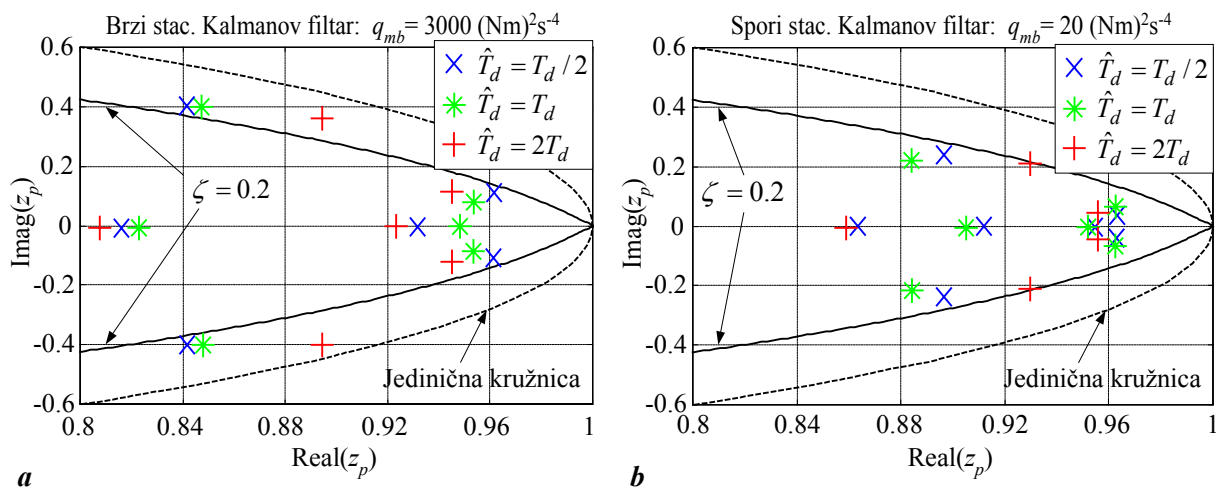 Brzi stac. Kalmanov filtar: q_mb = 3000 (Nm)²s⁻⁴
0.6
0.4
0.2
0
-0.2
-0.4
-0.6
Imag(z_p)
T̂_d = T_d / 2
T̂_d = T_d
T̂_d = 2T_d
ζ = 0.2
Jedinična kružnica
0.8
0.84
0.88
0.92
0.96
1
Real(z_p)
a
Spori stac. Kalmanov filtar: q_mb = 20 (Nm)²s⁻⁴
0.6
0.4
0.2
0
-0.2
-0.4
-0.6
Imag(z_p)
T̂_d = T_d / 2
T̂_d = T_d
T̂_d = 2T_d
ζ = 0.2
Jedinična kružnica
0.8
0.84
0.88
0.92
0.96
1
Real(z_p)
b